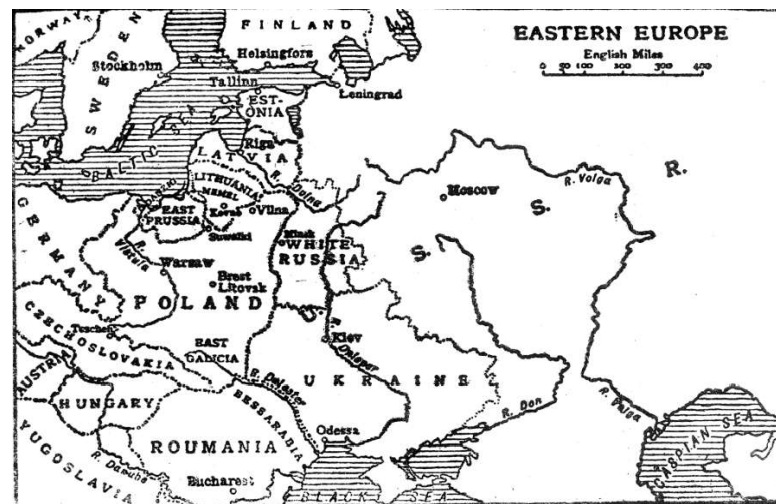 EASTERN EUROPE
English Miles
0 50 100 200 300 400
NORWAY
SWEDEN
FINLAND
Stockholm
Helsingfors
Tallinn
Leningrad
ESTONIA
BALTIC SEA
Riga
LATVIA
R. Dvina
LITHUANIA
MEMEL
Kovno
Vilna
EAST PRUSSIA
Suwalki
GERMANY
R. Vistula
Minsk
WHITE RUSSIA
Moscow
R. Volga
R.
S.
S.
Warsaw
Brest Litovsk
POLAND
Teschen
CZECHOSLOVAKIA
EAST GALICIA
Kiev
R. Dnieper
UKRAINE
R. Dniester
BESSARABIA
AUSTRIA
HUNGARY
ROUMANIA
Odessa
R. Don
R. Volga
CASPIAN SEA
YUGOSLAVIA
R. Danube
Bucharest
BLACK SEA